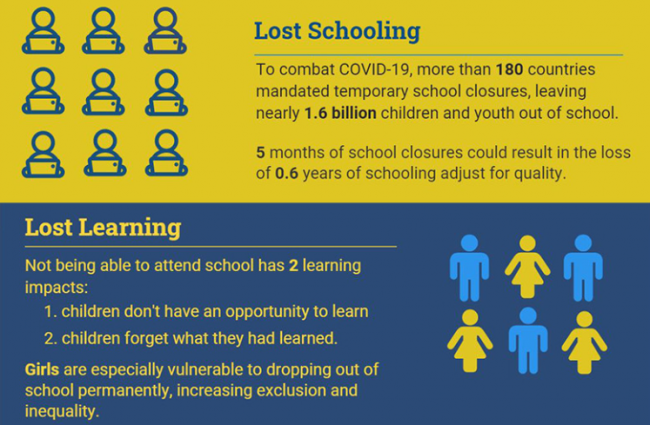 Lost Schooling
To combat COVID-19, more than 180 countries
mandated temporary school closures, leaving
nearly 1.6 billion children and youth out of school.
5 months of school closures could result in the loss
of 0.6 years of schooling adjust for quality.
Lost Learning
Not being able to attend school has 2 learning
impacts:
1. children don't have an opportunity to learn
2. children forget what they had learned.
Girls are especially vulnerable to dropping out of
school permanently, increasing exclusion and
inequality.